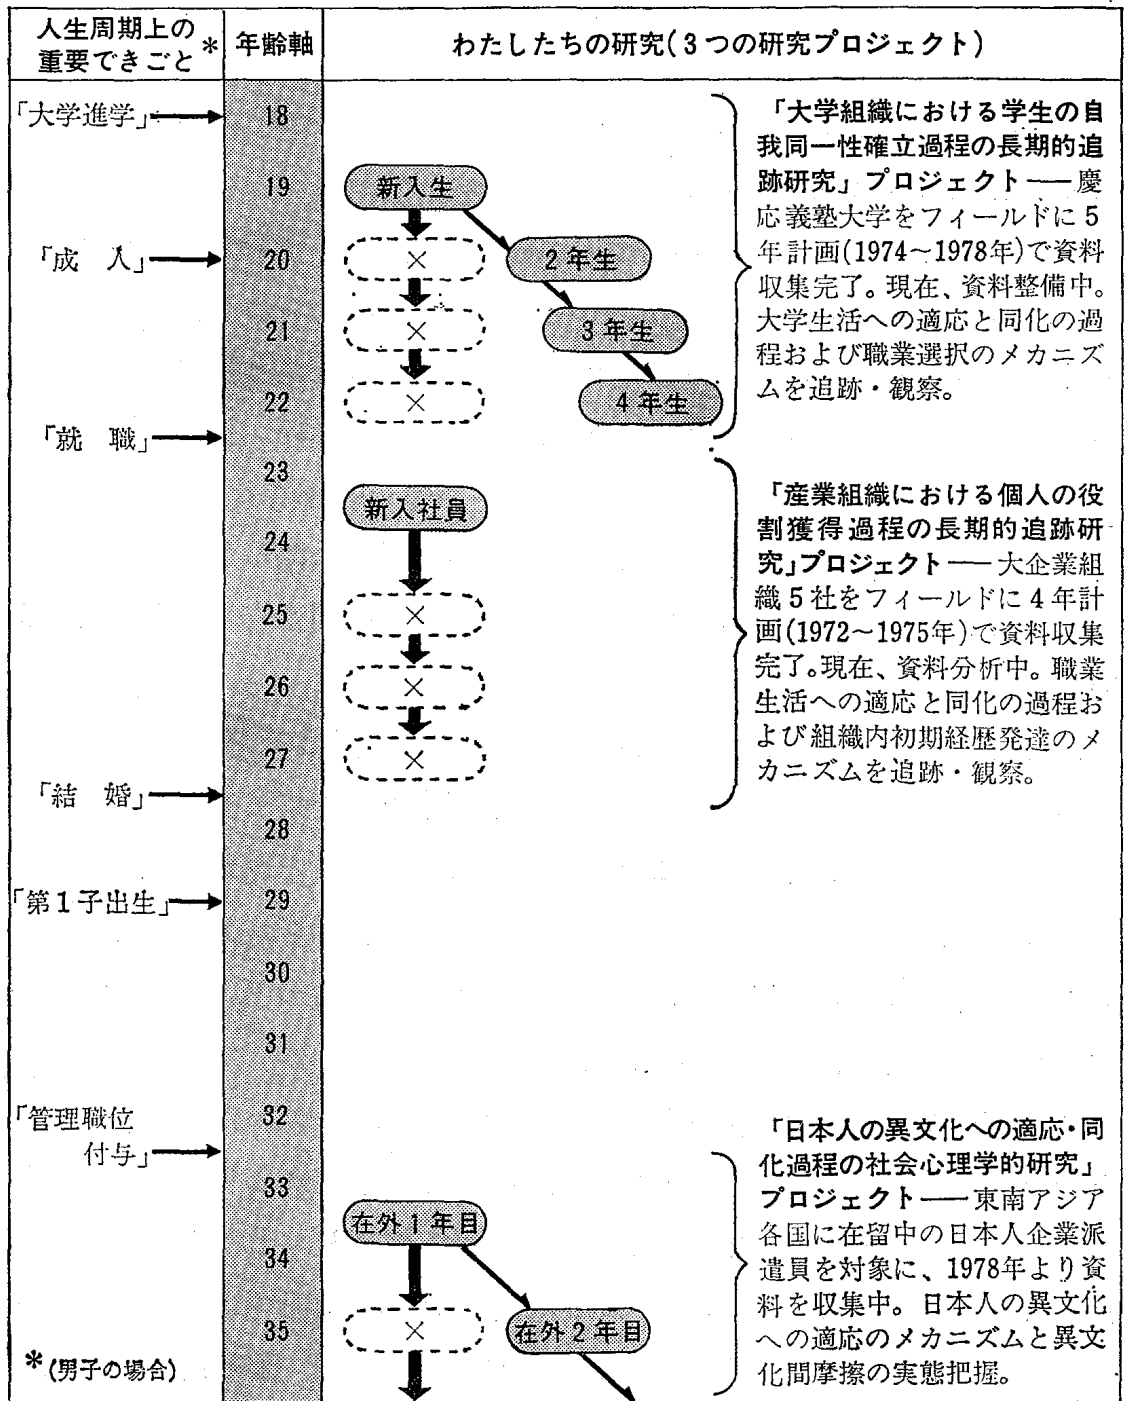 人生周期上の
重要できごと*
年齢軸
わたしたちの研究(3つの研究プロジェクト)
「大学進学」
「成 人」
「就 職」
「結 婚」
「第1子出生」
「管理職位
付与」
*(男子の場合)
18
19
20
21
22
23
24
25
26
27
28
29
30
31
32
33
34
35
新入生
×
2年生
×
3年生
×
4年生
新入社員
×
×
×
在外1年目
×
在外2年目
「大学組織における学生の自
我同一性確立過程の長期的追
跡研究」プロジェクト──慶
応義塾大学をフィールドに5
年計画(1974~1978年)で資料
収集完了。現在、資料整備中。
大学生活への適応と同化の過
程および職業選択のメカニズ
ムを追跡・観察。
「産業組織における個人の役
割獲得過程の長期的追跡研
究」プロジェクト──大企業組
織5社をフィールドに4年計
画(1972~1975年)で資料収集
完了。現在、資料分析中。職業
生活への適応と同化の過程お
よび組織内初期経歴発達のメ
カニズムを追跡・観察。
「日本人の異文化への適応・同
化過程の社会心理学的研究」
プロジェクト──東南アジア
各国に在留中の日本人企業派
遣員を対象に、1978年より資
料を収集中。日本人の異文化
への適応のメカニズムと異文
化間摩擦の実態把握。